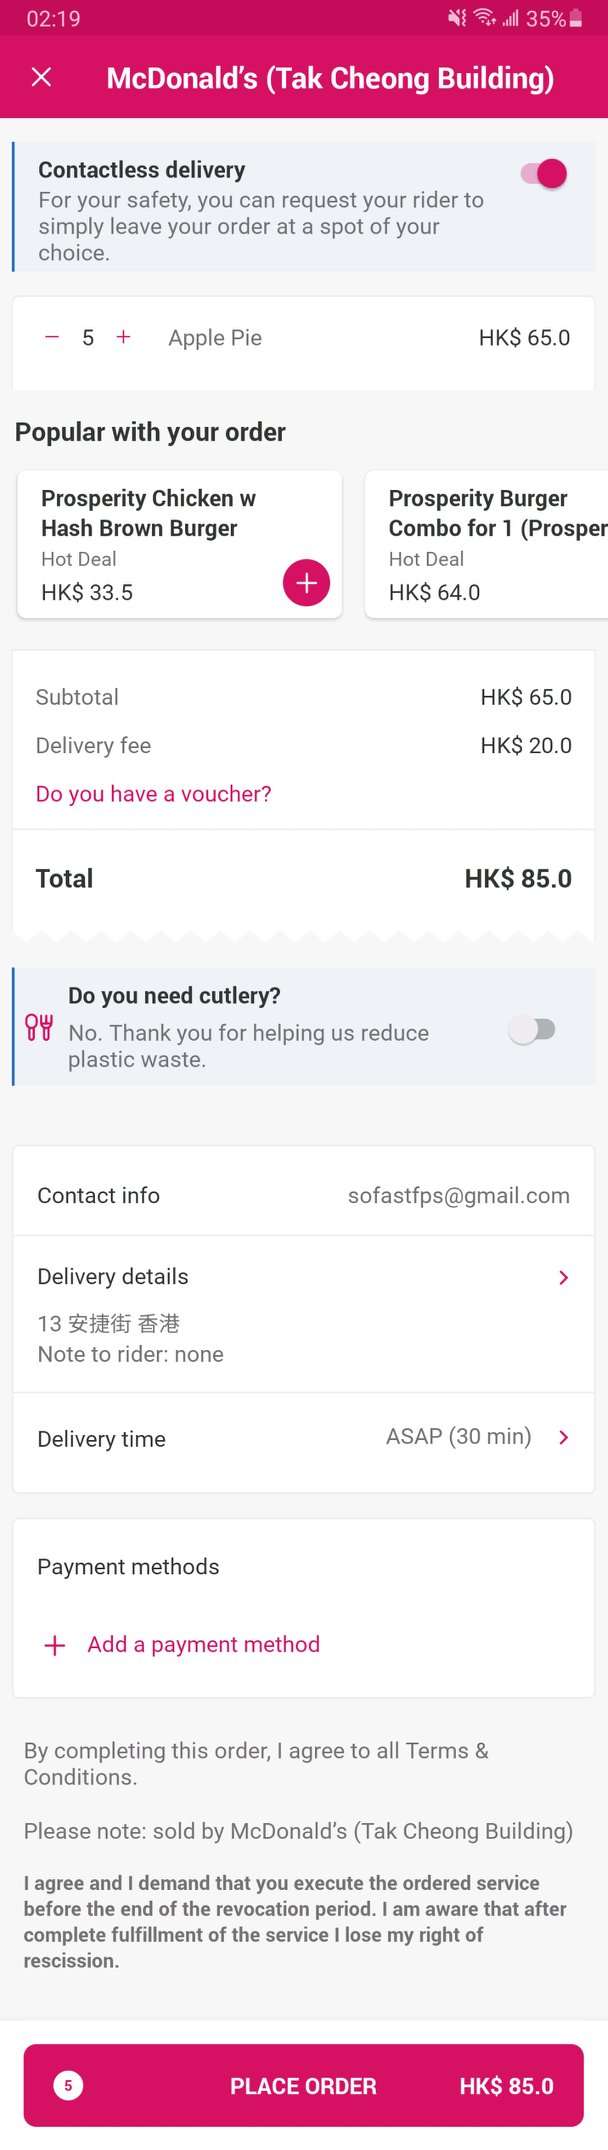 02:19
35%
McDonald’s (Tak Cheong Building)
Contactless delivery
For your safety, you can request your rider to
simply leave your order at a spot of your
choice.
− 5 + Apple Pie HK$ 65.0
Popular with your order
Prosperity Chicken w
Hash Brown Burger
Hot Deal
HK$ 33.5
Prosperity Burger
Combo for 1 (Prosper
Hot Deal
HK$ 64.0
Subtotal HK$ 65.0
Delivery fee HK$ 20.0
Do you have a voucher?
Total HK$ 85.0
Do you need cutlery?
No. Thank you for helping us reduce
plastic waste.
Contact info sofastfps@gmail.com
Delivery details
13 安捷街 香港
Note to rider: none
Delivery time ASAP (30 min)
Payment methods
+ Add a payment method
By completing this order, I agree to all Terms &
Conditions.
Please note: sold by McDonald’s (Tak Cheong Building)
I agree and I demand that you execute the ordered service
before the end of the revocation period. I am aware that after
complete fulfillment of the service I lose my right of
rescission.
5 PLACE ORDER HK$ 85.0